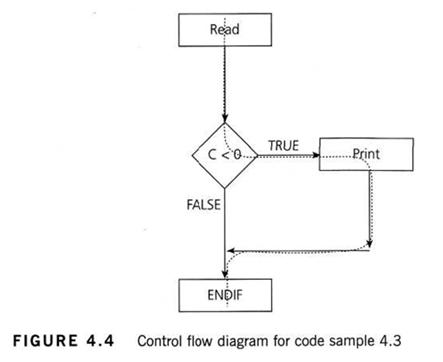 Read
C < 0
TRUE
Print
FALSE
ENDIF
FIGURE 4.4 Control flow diagram for code sample 4.3